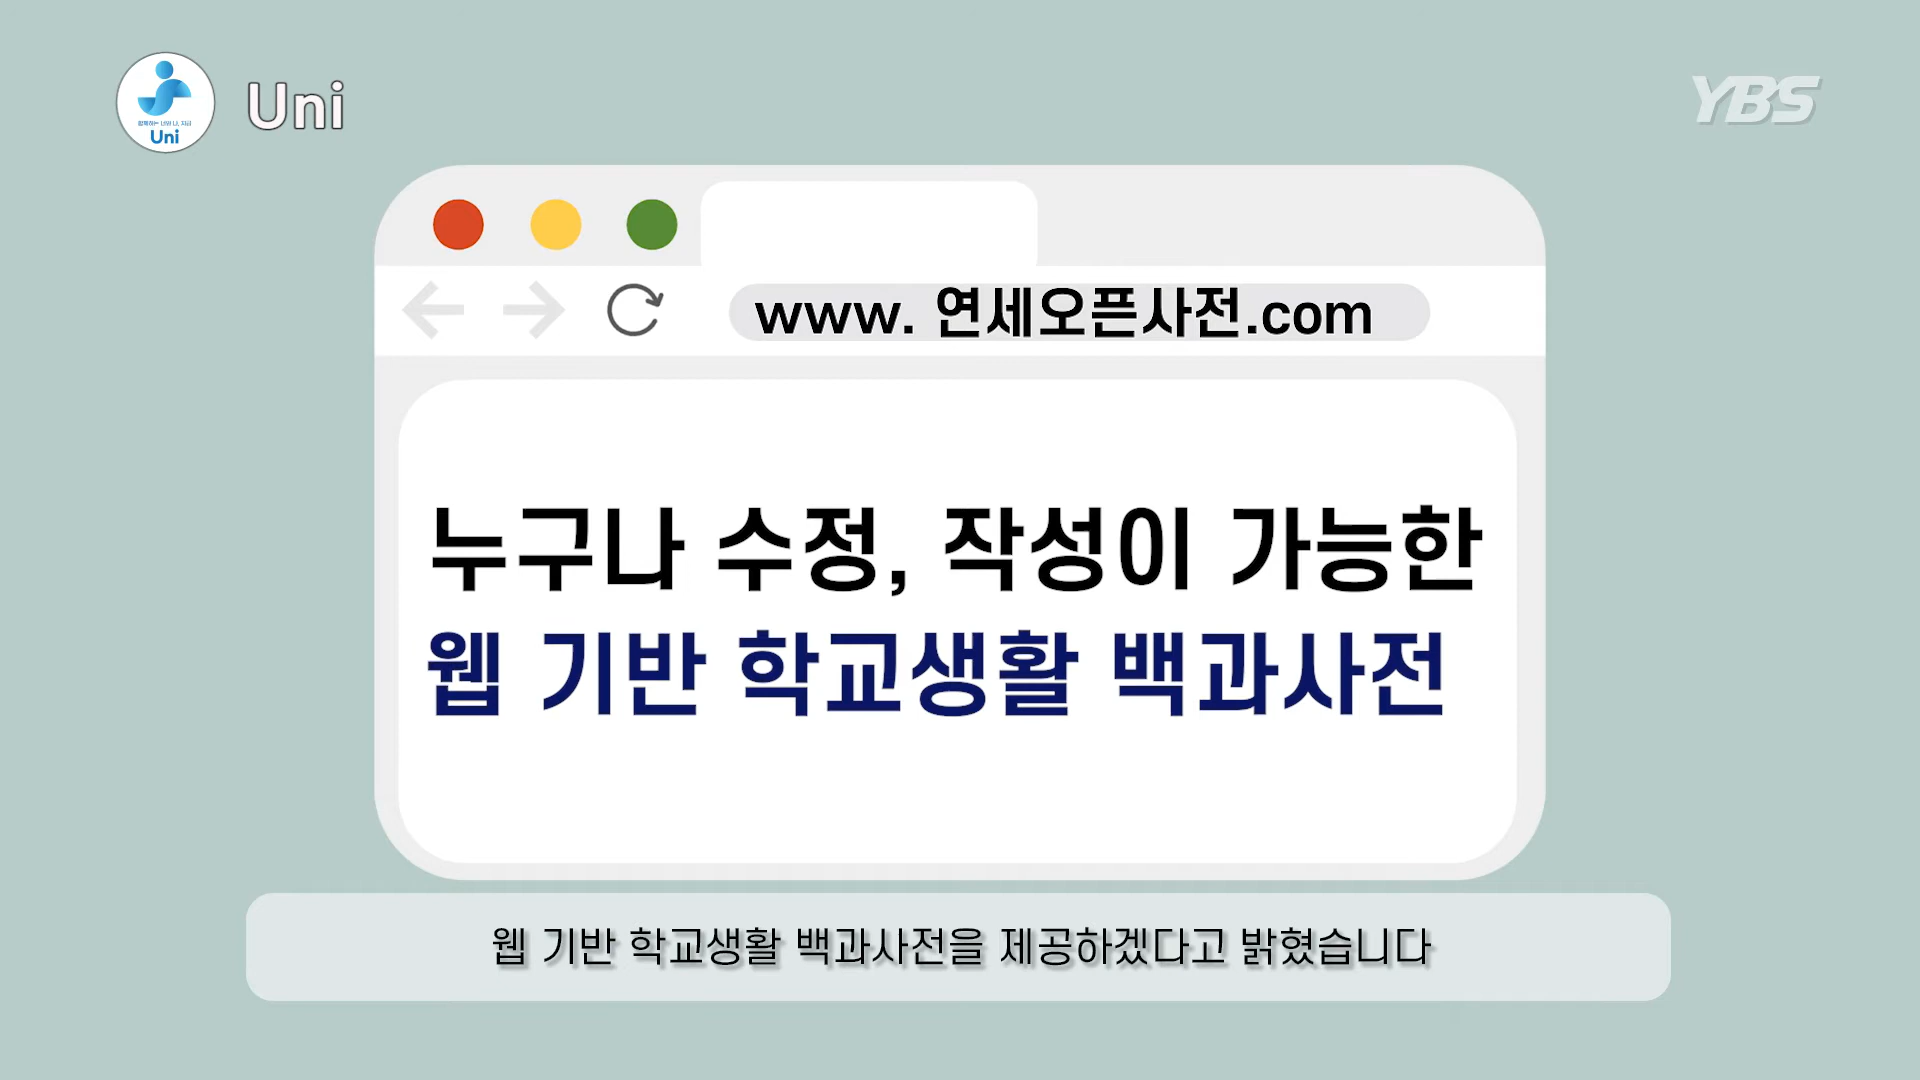 Uni
Uni
YBS
www. 연세오픈사전.com
누구나 수정, 작성이 가능한
웹 기반 학교생활 백과사전
웹 기반 학교생활 백과사전을 제공하겠다고 밝혔습니다